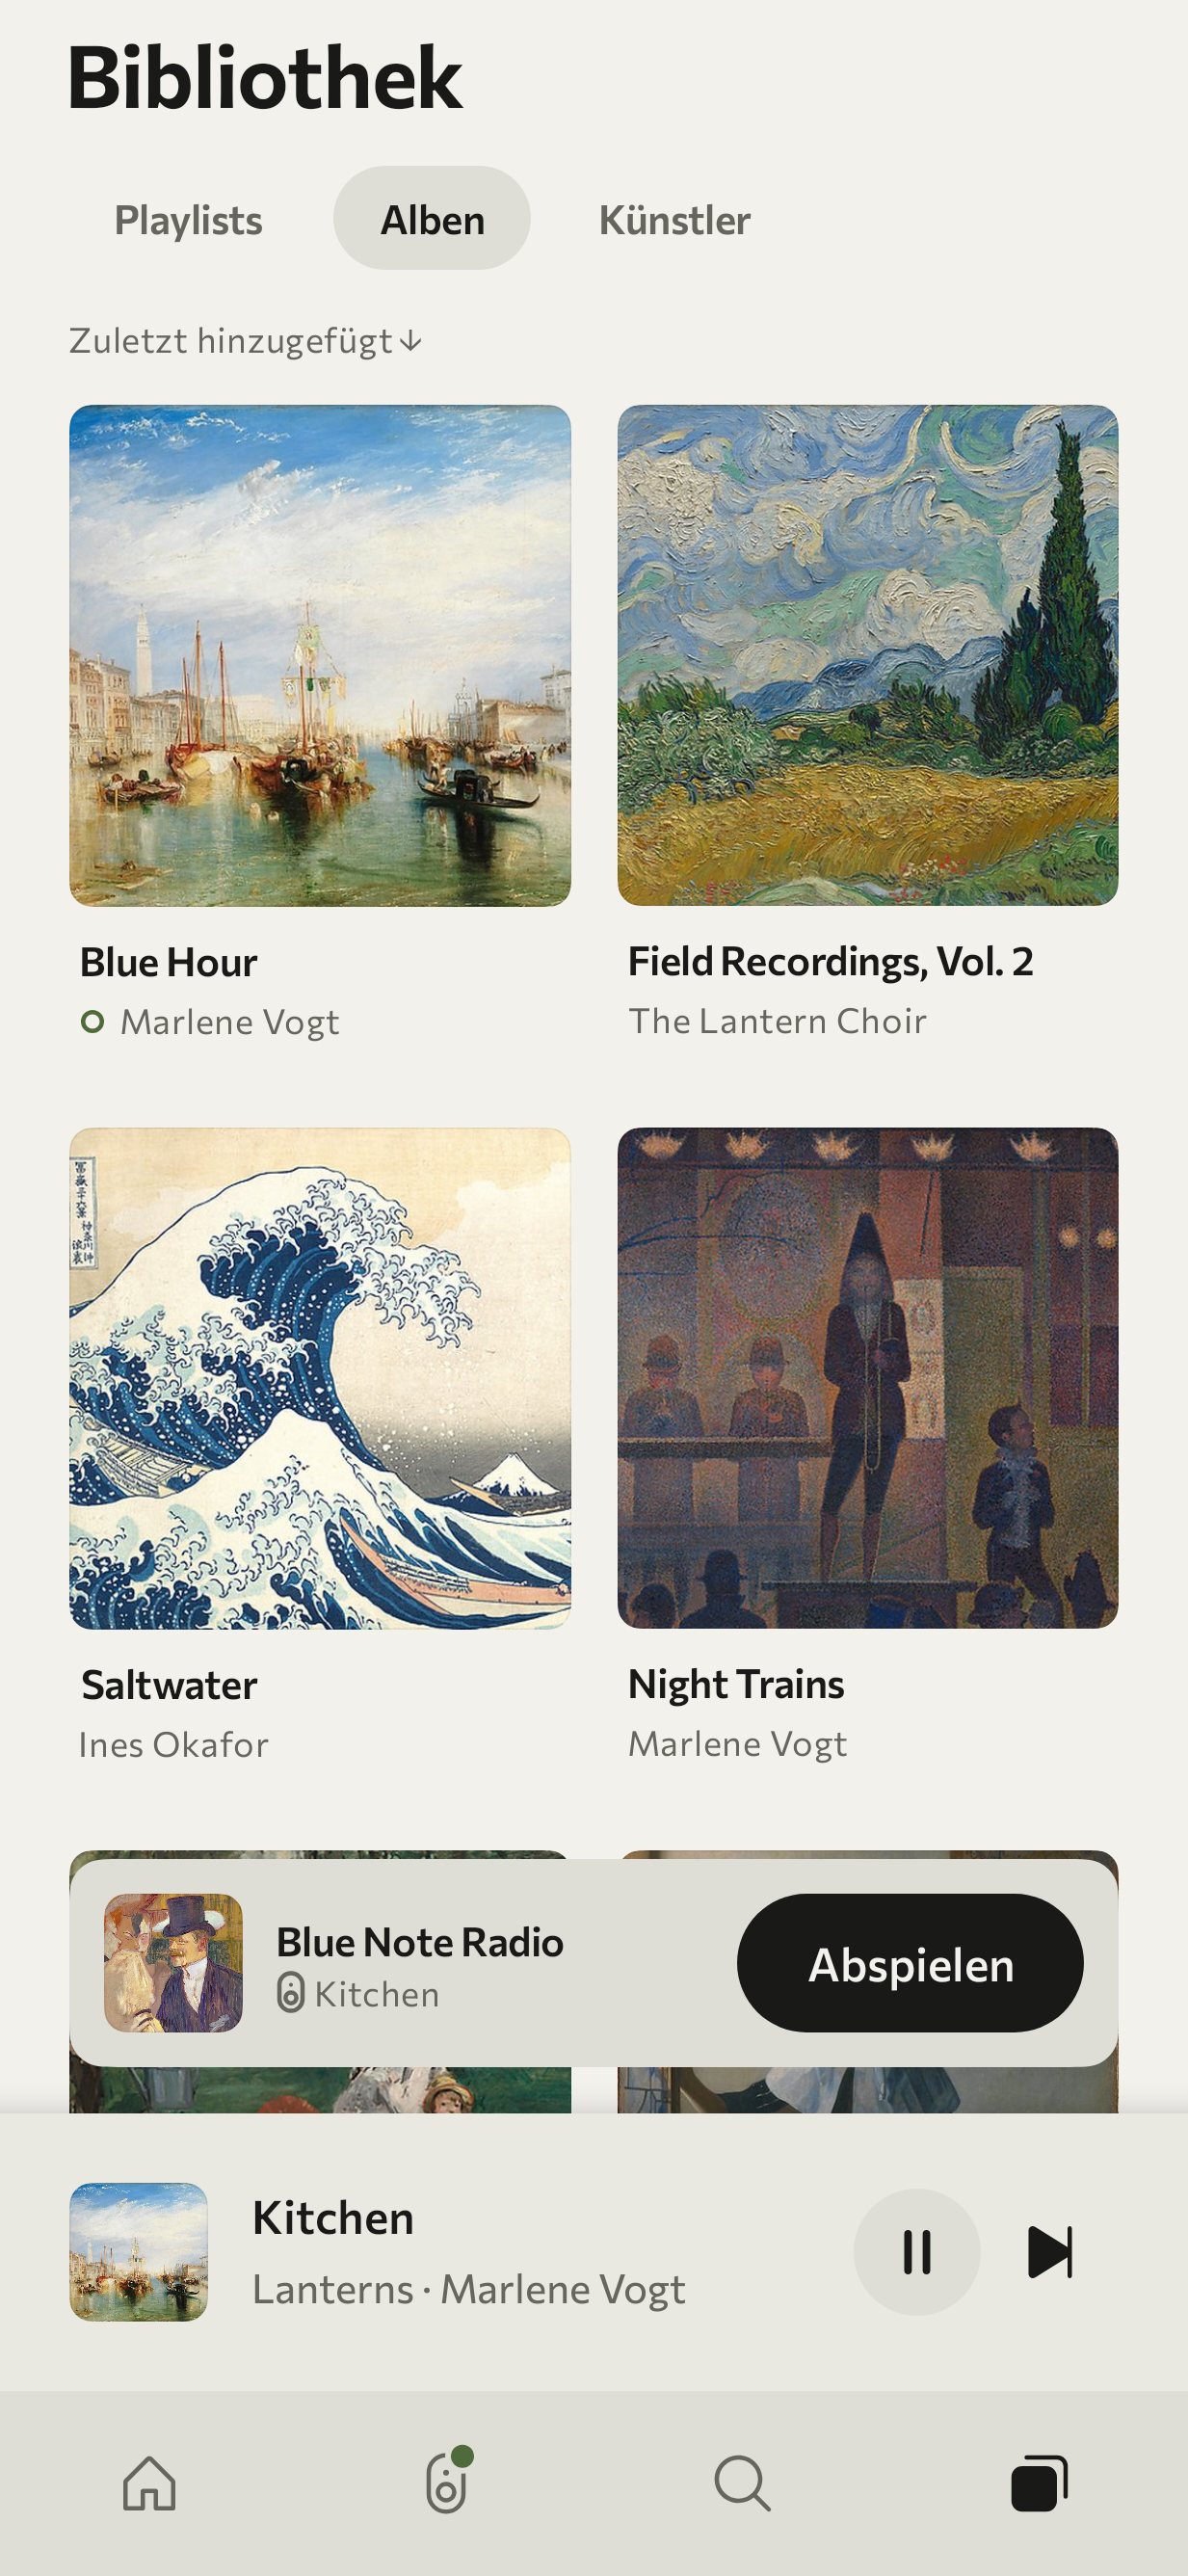 Bibliothek
Playlists Alben Künstler
Zuletzt hinzugefügt↓
Blue Hour
Marlene Vogt
Field Recordings, Vol. 2
The Lantern Choir
Saltwater
Ines Okafor
Night Trains
Marlene Vogt
Blue Note Radio
Kitchen
Abspielen
Kitchen
Lanterns · Marlene Vogt